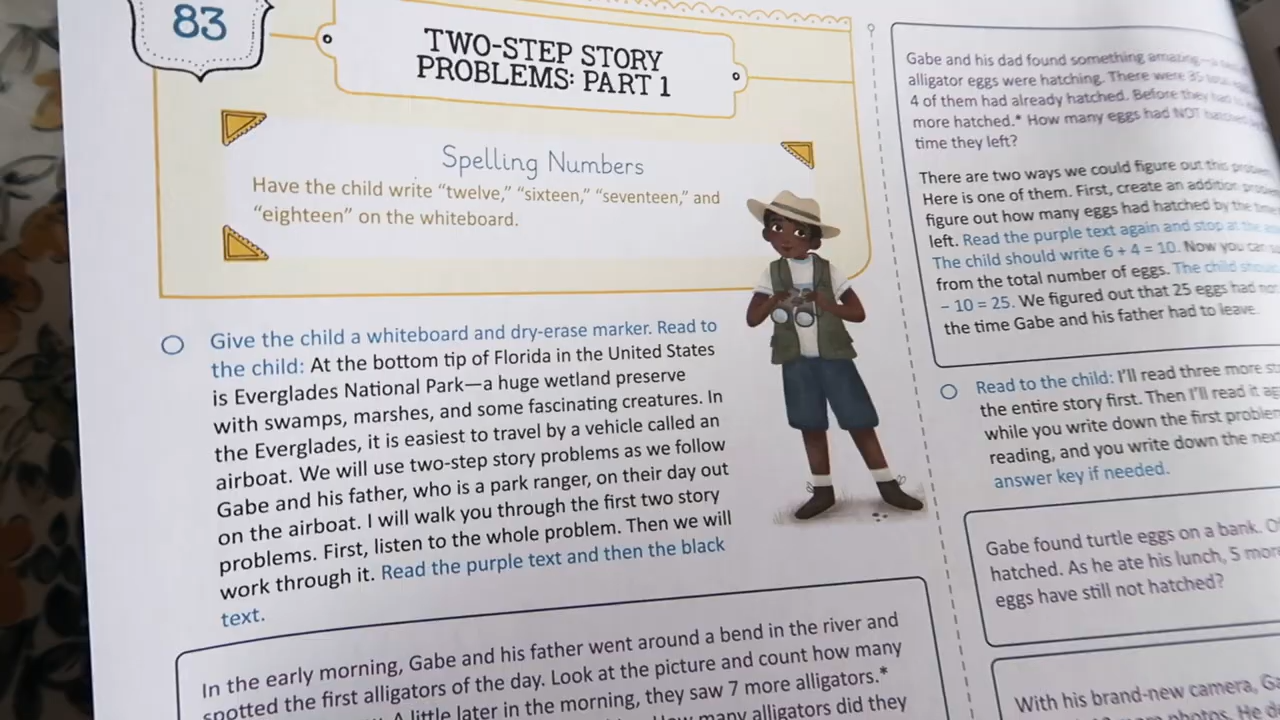 83
TWO-STEP STORY
PROBLEMS: PART 1
Spelling Numbers
Have the child write “twelve,” “sixteen,” “seventeen,” and
“eighteen” on the whiteboard.
Give the child a whiteboard and dry-erase marker. Read to
the child: At the bottom tip of Florida in the United States
is Everglades National Park—a huge wetland preserve
with swamps, marshes, and some fascinating creatures. In
the Everglades, it is easiest to travel by a vehicle called an
airboat. We will use two-step story problems as we follow
Gabe and his father, who is a park ranger, on their day out
on the airboat. I will walk you through the first two story
problems. First, listen to the whole problem. Then we will
work through it. Read the purple text and then the black
text.
In the early morning, Gabe and his father went around a bend in the river and
spotted the first alligators of the day. Look at the picture and count how many
A little later in the morning, they saw 7 more alligators.*
How many alligators did they
Gabe and his dad found something amazing—a
alligator eggs were hatching. There were 35
4 of them had already hatched. Before they had to
more hatched.* How many eggs had NOT hatched
time they left?
There are two ways we could figure out this
Here is one of them. First, create an addition
figure out how many eggs had hatched by the time
left. Read the purple text again and stop at the
The child should write 6 + 4 = 10. Now you can
from the total number of eggs. The child should
– 10 = 25. We figured out that 25 eggs had not
the time Gabe and his father had to leave.
Read to the child: I’ll read three more
the entire story first. Then I’ll read it
while you write down the first
reading, and you write down the
answer key if needed.
Gabe found turtle eggs on a bank.
hatched. As he ate his lunch, 5
eggs have still not hatched?
With his brand-new camera,
photos. He